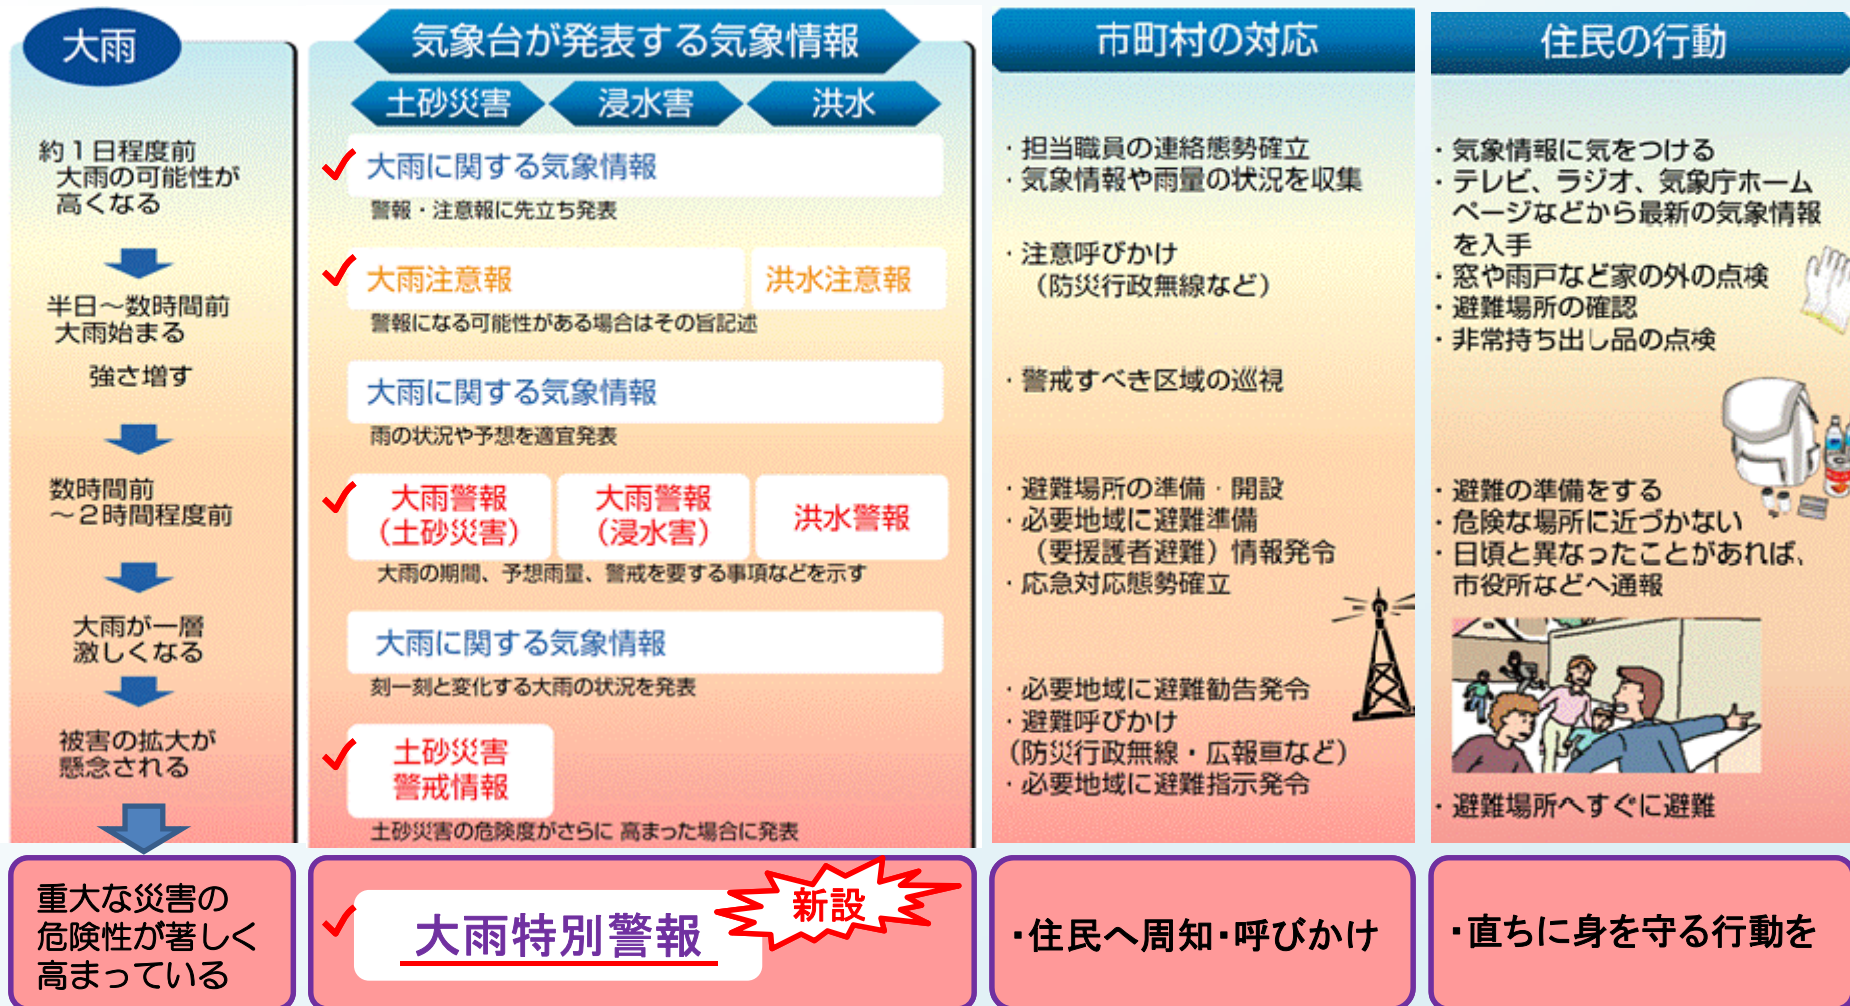 大雨
約1日程度前
大雨の可能性が
高くなる
半日～数時間前
大雨始まる
強さ増す
数時間前
～2時間程度前
大雨が一層
激しくなる
被害の拡大が
懸念される
重大な災害の
危険性が著しく
高まっている
気象台が発表する気象情報
土砂災害 浸水害 洪水
大雨に関する気象情報
警報・注意報に先立ち発表
大雨注意報 洪水注意報
警報になる可能性がある場合はその旨記述
大雨に関する気象情報
雨の状況や予想を適宜発表
大雨警報 大雨警報 洪水警報
（土砂災害） （浸水害）
大雨の期間、予想雨量、警戒を要する事項などを示す
大雨に関する気象情報
刻一刻と変化する大雨の状況を発表
土砂災害
警戒情報
土砂災害の危険度がさらに 高まった場合に発表
大雨特別警報
新設
市町村の対応
・担当職員の連絡態勢確立
・気象情報や雨量の状況を収集
・注意呼びかけ
（防災行政無線など）
・警戒すべき区域の巡視
・避難場所の準備・開設
・必要地域に避難準備
（要援護者避難）情報発令
・応急対応態勢確立
・必要地域に避難勧告発令
・避難呼びかけ
（防災行政無線・広報車など）
・必要地域に避難指示発令
・住民へ周知・呼びかけ
住民の行動
・気象情報に気をつける
・テレビ、ラジオ、気象庁ホーム
ページなどから最新の気象情報
を入手
・窓や雨戸など家の外の点検
・避難場所の確認
・非常持ち出し品の点検
・避難の準備をする
・危険な場所に近づかない
・日頃と異なったことがあれば、
市役所などへ通報
・避難場所へすぐに避難
・直ちに身を守る行動を